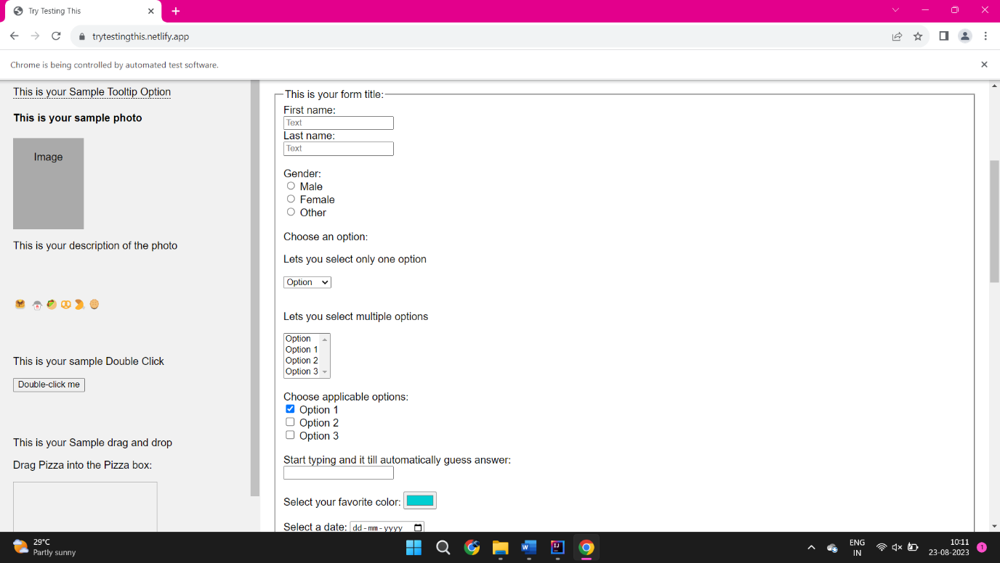 Try Testing This
trytestingthis.netlify.app
Chrome is being controlled by automated test software.
This is your Sample Tooltip Option
This is your sample photo
Image
This is your description of the photo
This is your sample Double Click
Double-click me
This is your Sample drag and drop
Drag Pizza into the Pizza box:
This is your form title:
First name:
Text
Last name:
Text
Gender:
Male
Female
Other
Choose an option:
Lets you select only one option
Option
Lets you select multiple options
Option
Option 1
Option 2
Option 3
Choose applicable options:
Option 1
Option 2
Option 3
Start typing and it till automatically guess answer:
Select your favorite color:
Select a date: dd-mm-yyyy
29°C
Partly sunny
W
IJ
ENG
IN
10:11
23-08-2023
1